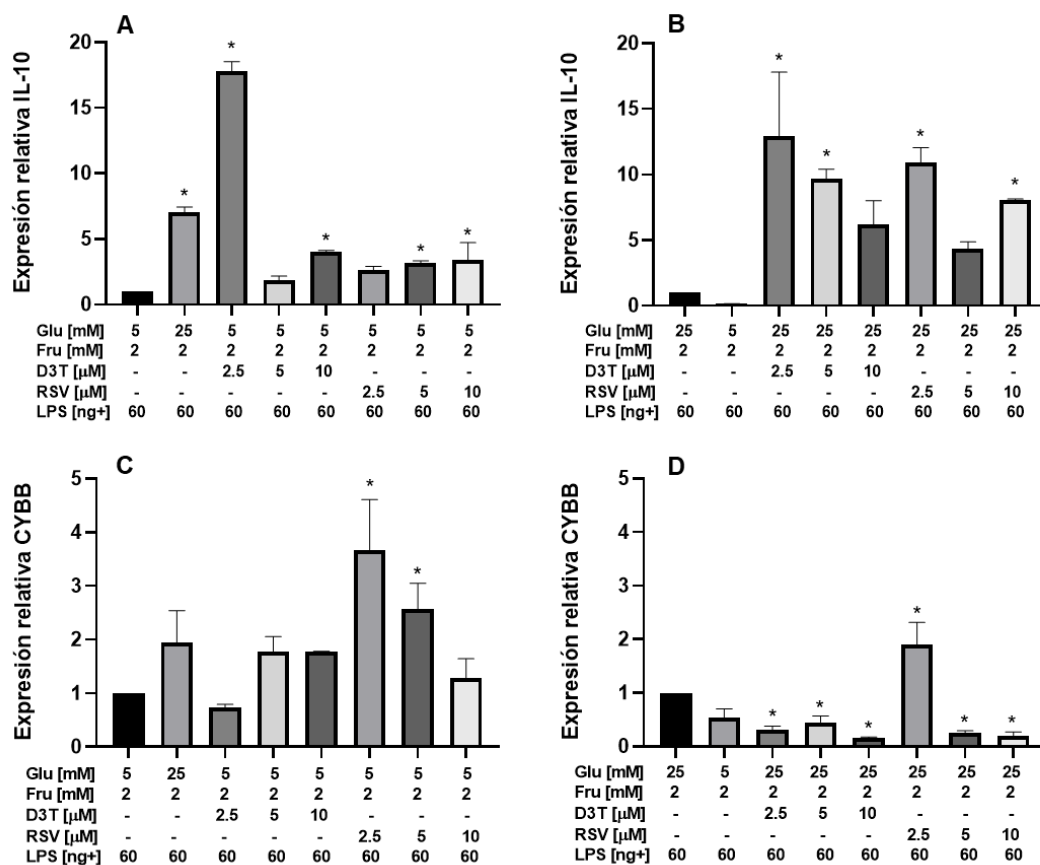 A
Expresión relativa IL-10
20
15
10
5
0
Glu [mM] 5 25 5 5 5 5 5 5
Fru [mM] 2 2 2 2 2 2 2 2
D3T [μM] - - 2.5 5 10 - - -
RSV [μM] - - - - - 2.5 5 10
LPS [ng+] 60 60 60 60 60 60 60 60
* * * * *
B
Expresión relativa IL-10
20
15
10
5
0
Glu [mM] 25 5 25 25 25 25 25 25
Fru [mM] 2 2 2 2 2 2 2 2
D3T [μM] - - 2.5 5 10 - - -
RSV [μM] - - - - - 2.5 5 10
LPS [ng+] 60 60 60 60 60 60 60 60
* * * *
C
Expresión relativa CYBB
5
4
3
2
1
0
Glu [mM] 5 25 5 5 5 5 5 5
Fru [mM] 2 2 2 2 2 2 2 2
D3T [μM] - - 2.5 5 10 - - -
RSV [μM] - - - - - 2.5 5 10
LPS [ng+] 60 60 60 60 60 60 60 60
* *
D
Expresión relativa CYBB
5
4
3
2
1
0
Glu [mM] 25 5 25 25 25 25 25 25
Fru [mM] 2 2 2 2 2 2 2 2
D3T [μM] - - 2.5 5 10 - - -
RSV [μM] - - - - - 2.5 5 10
LPS [ng+] 60 60 60 60 60 60 60 60
* * * * * *